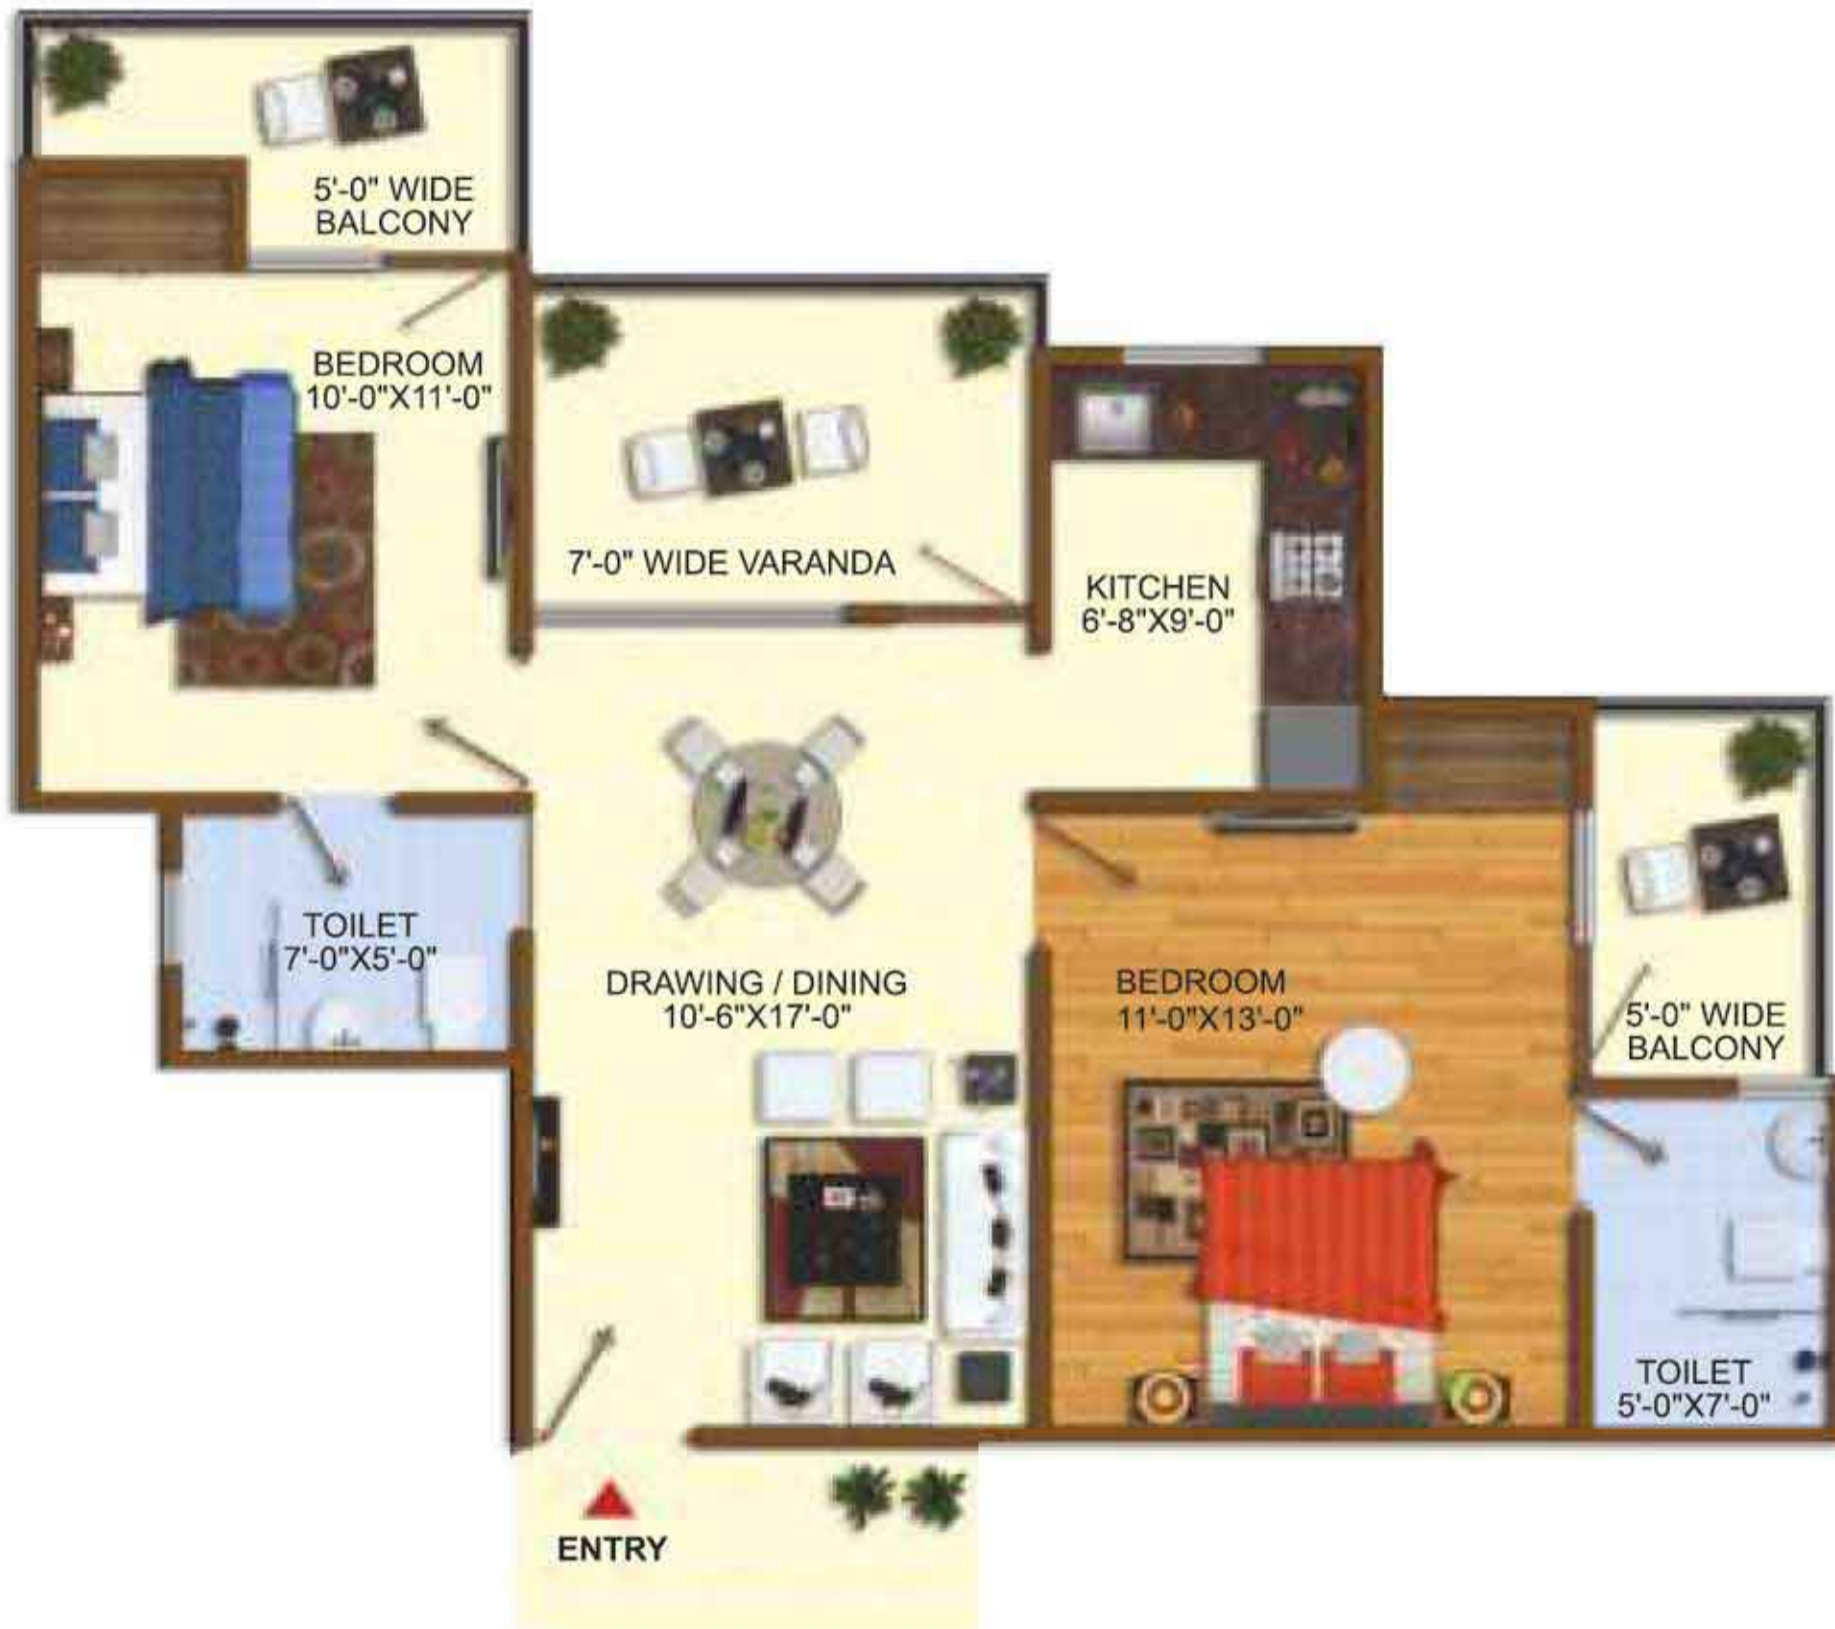 5'-0" WIDE
BALCONY
BEDROOM
10'-0"X11'-0"
7'-0" WIDE VARANDA
KITCHEN
6'-8"X9'-0"
TOILET
7'-0"X5'-0"
DRAWING / DINING
10'-6"X17'-0"
BEDROOM
11'-0"X13'-0"
5'-0" WIDE
BALCONY
TOILET
5'-0"X7'-0"
ENTRY